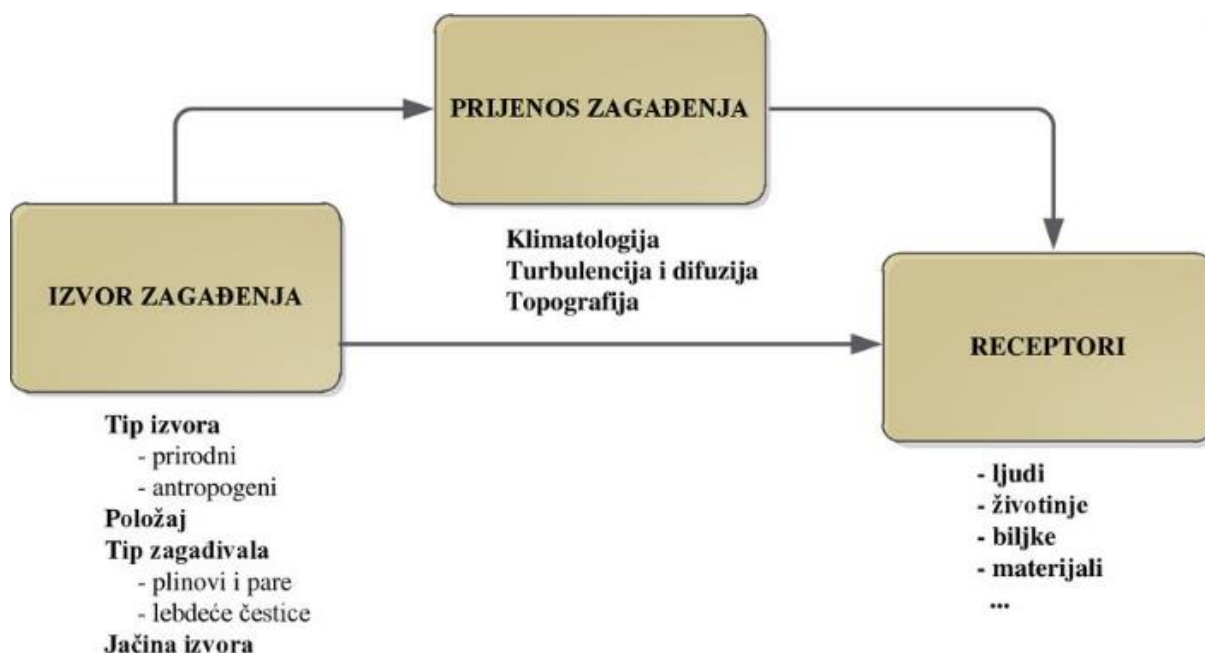 PRIJENOS ZAGAĐENJA
Klimatologija
Turbulencija i difuzija
Topografija
IZVOR ZAGAĐENJA
Tip izvora
- prirodni
- antropogeni
Položaj
Tip zagađivala
- plinovi i pare
- lebdeće čestice
Jačina izvora
RECEPTORI
- ljudi
- životinje
- biljke
- materijali
...